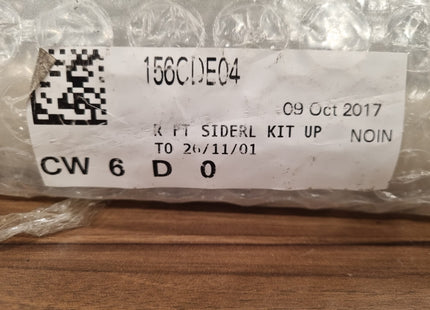 156CDE04
09 Oct 2017
R FT SIDERL KIT UP NOIN
TO 26/11/01
CW 6 D 0